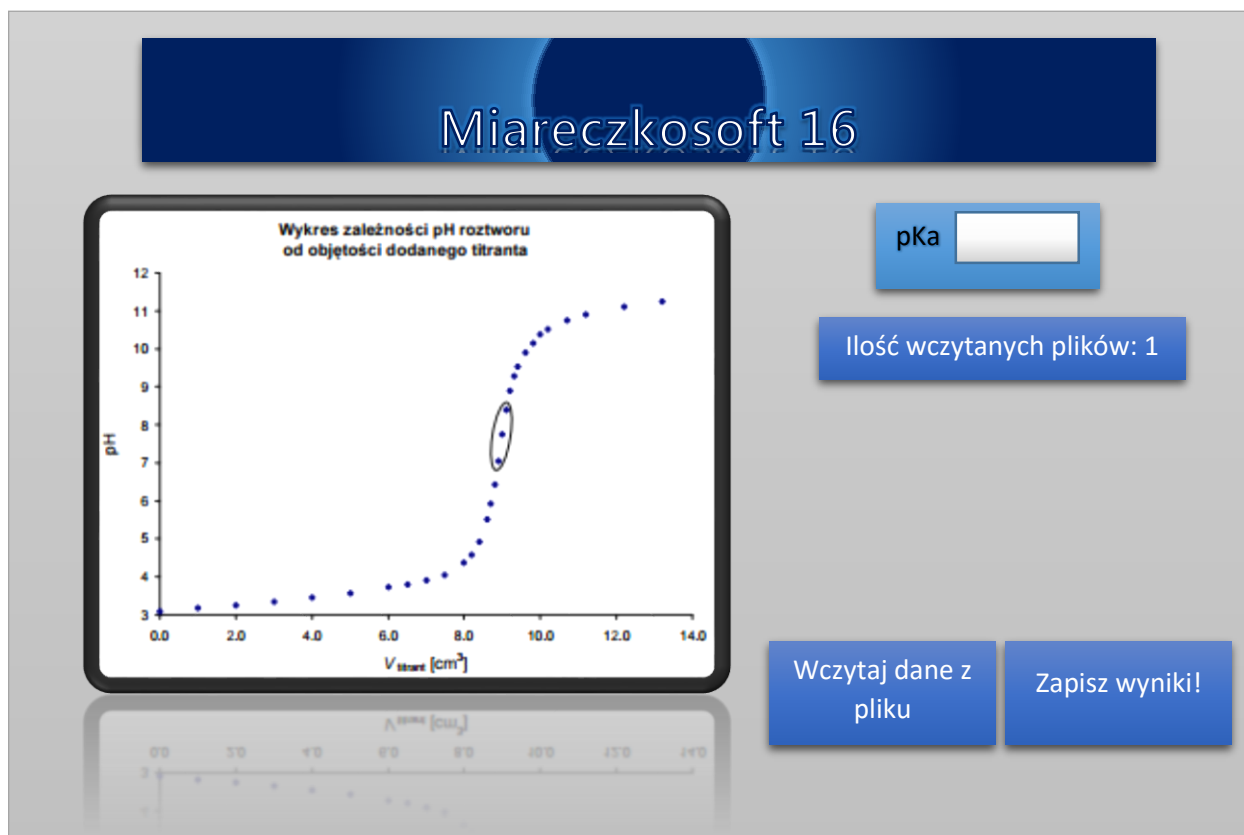 Miareczkosoft 16
Wykres zależności pH roztworu
od objętości dodanego titranta
12
11
10
9
8
7
6
5
4
3
pH
0.0 2.0 4.0 6.0 8.0 10.0 12.0 14.0
V titrant [cm³]
pKa
Ilość wczytanych plików: 1
Wczytaj dane z
pliku
Zapisz wyniki!